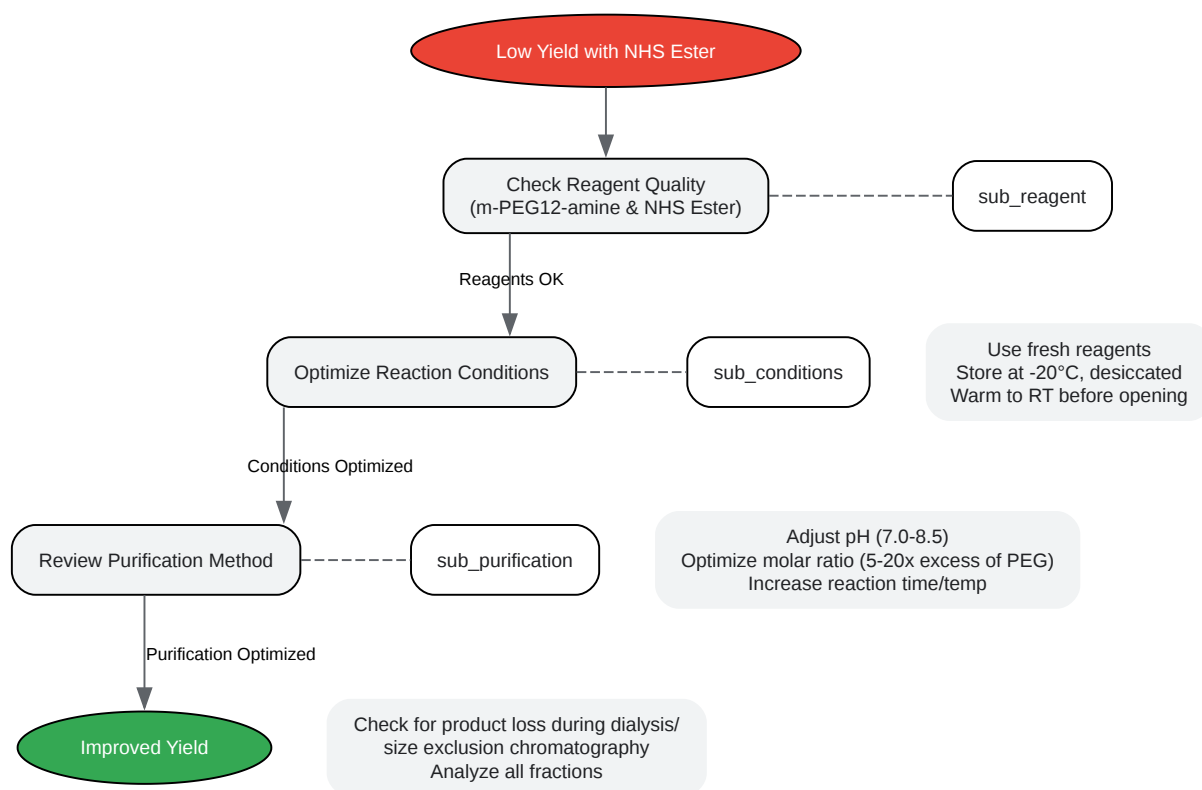 Low Yield with NHS Ester
Check Reagent Quality
(m-PEG12-amine & NHS Ester)
sub_reagent
Reagents OK
Optimize Reaction Conditions
sub_conditions
Use fresh reagents
Store at -20°C, desiccated
Warm to RT before opening
Conditions Optimized
Review Purification Method
sub_purification
Adjust pH (7.0-8.5)
Optimize molar ratio (5-20x excess of PEG)
Increase reaction time/temp
Purification Optimized
Improved Yield
Check for product loss during dialysis/
size exclusion chromatography
Analyze all fractions